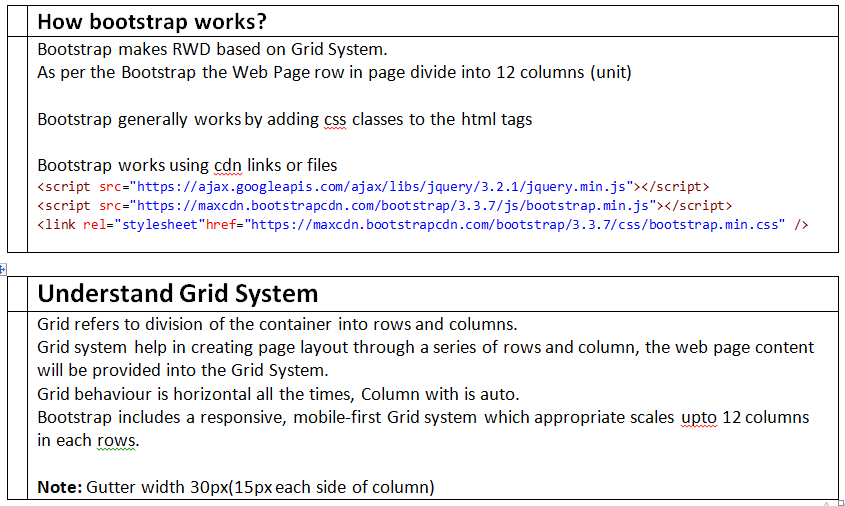 How bootstrap works?
Bootstrap makes RWD based on Grid System.
As per the Bootstrap the Web Page row in page divide into 12 columns (unit)
Bootstrap generally works by adding css classes to the html tags
Bootstrap works using cdn links or files
<script src="https://ajax.googleapis.com/ajax/libs/jquery/3.2.1/jquery.min.js"></script>
<script src="https://maxcdn.bootstrapcdn.com/bootstrap/3.3.7/js/bootstrap.min.js"></script>
<link rel="stylesheet"href="https://maxcdn.bootstrapcdn.com/bootstrap/3.3.7/css/bootstrap.min.css" />
Understand Grid System
Grid refers to division of the container into rows and columns.
Grid system help in creating page layout through a series of rows and column, the web page content
will be provided into the Grid System.
Grid behaviour is horizontal all the times, Column with is auto.
Bootstrap includes a responsive, mobile-first Grid system which appropriate scales upto 12 columns
in each rows.
Note: Gutter width 30px(15px each side of column)